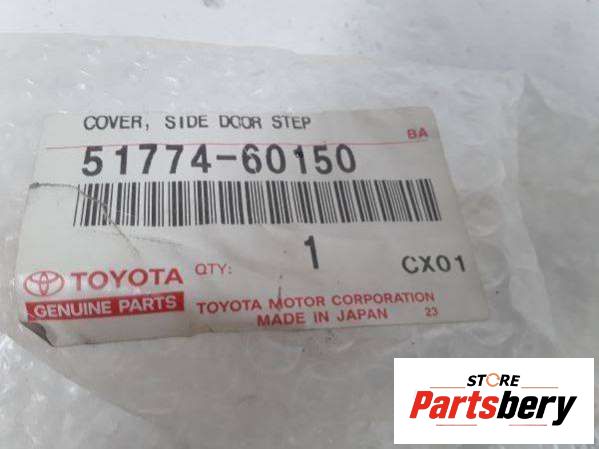 COVER, SIDE DOOR STEP
BA
51774-60150
TOYOTA
QTY: 1 CX01
GENUINE PARTS
TOYOTA MOTOR CORPORATION
MADE IN JAPAN 23
STORE
Partsbery